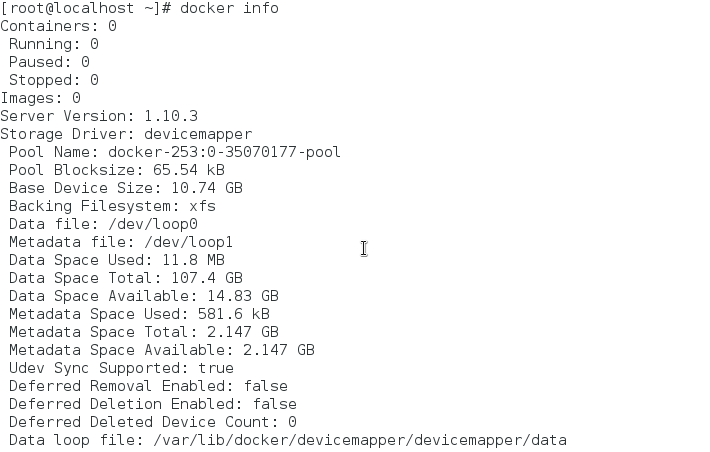 [root@localhost ~]# docker info
Containers: 0
 Running: 0
 Paused: 0
 Stopped: 0
Images: 0
Server Version: 1.10.3
Storage Driver: devicemapper
 Pool Name: docker-253:0-35070177-pool
 Pool Blocksize: 65.54 kB
 Base Device Size: 10.74 GB
 Backing Filesystem: xfs
 Data file: /dev/loop0
 Metadata file: /dev/loop1
 Data Space Used: 11.8 MB
 Data Space Total: 107.4 GB
 Data Space Available: 14.83 GB
 Metadata Space Used: 581.6 kB
 Metadata Space Total: 2.147 GB
 Metadata Space Available: 2.147 GB
 Udev Sync Supported: true
 Deferred Removal Enabled: false
 Deferred Deletion Enabled: false
 Deferred Deleted Device Count: 0
 Data loop file: /var/lib/docker/devicemapper/devicemapper/data